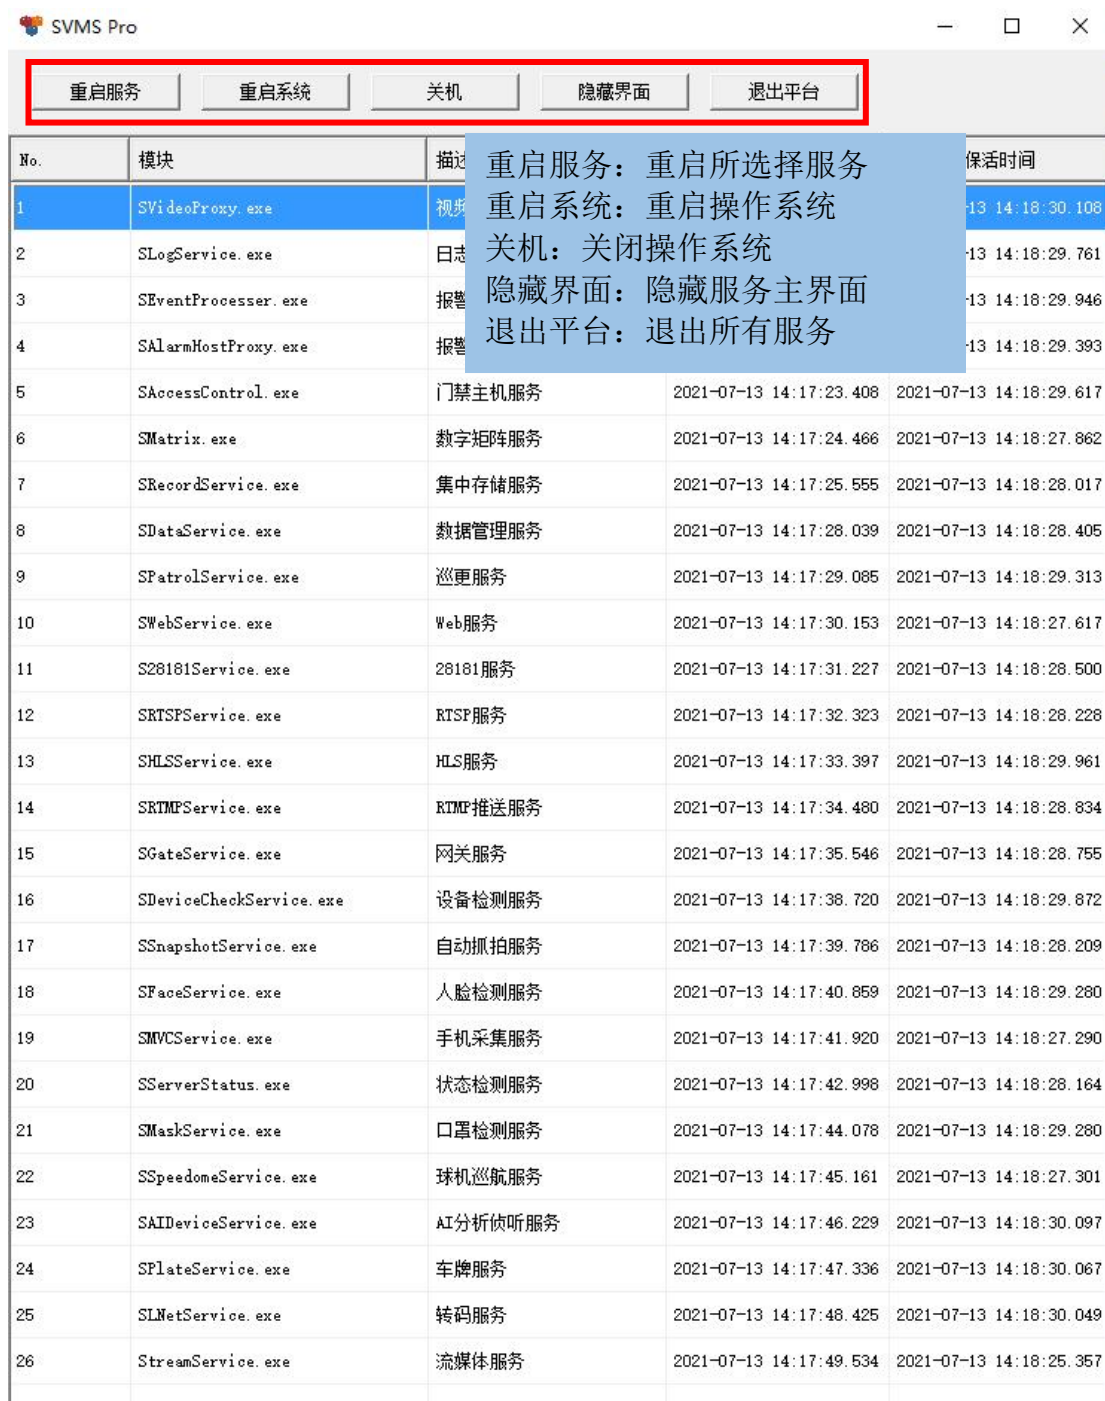 SVMS Pro
重启服务 重启系统 关机 隐藏界面 退出平台
No. 模块 描述 保活时间
重启服务：重启所选择服务
重启系统：重启操作系统
关机：关闭操作系统
隐藏界面：隐藏服务主界面
退出平台：退出所有服务
1 SVideoProxy.exe 视频 -13 14:18:30.108
2 SLogService.exe 日志 -13 14:18:29.761
3 SEventProcesser.exe 报警 -13 14:18:29.946
4 SAlarmHostProxy.exe 报警 -13 14:18:29.393
5 SAccessControl.exe 门禁主机服务 2021-07-13 14:17:23.408 2021-07-13 14:18:29.617
6 SMatrix.exe 数字矩阵服务 2021-07-13 14:17:24.466 2021-07-13 14:18:27.862
7 SRecordService.exe 集中存储服务 2021-07-13 14:17:25.555 2021-07-13 14:18:28.017
8 SDataService.exe 数据管理服务 2021-07-13 14:17:28.039 2021-07-13 14:18:28.405
9 SPatrolService.exe 巡更服务 2021-07-13 14:17:29.085 2021-07-13 14:18:29.313
10 SWebService.exe Web服务 2021-07-13 14:17:30.153 2021-07-13 14:18:27.617
11 S28181Service.exe 28181服务 2021-07-13 14:17:31.227 2021-07-13 14:18:28.500
12 SRTSPService.exe RTSP服务 2021-07-13 14:17:32.323 2021-07-13 14:18:28.228
13 SHLSService.exe HLS服务 2021-07-13 14:17:33.397 2021-07-13 14:18:29.961
14 SRTMPService.exe RTMP推送服务 2021-07-13 14:17:34.480 2021-07-13 14:18:28.834
15 SGateService.exe 网关服务 2021-07-13 14:17:35.546 2021-07-13 14:18:28.755
16 SDeviceCheckService.exe 设备检测服务 2021-07-13 14:17:38.720 2021-07-13 14:18:29.872
17 SSnapshotService.exe 自动抓拍服务 2021-07-13 14:17:39.786 2021-07-13 14:18:28.209
18 SFaceService.exe 人脸检测服务 2021-07-13 14:17:40.859 2021-07-13 14:18:29.280
19 SMVCService.exe 手机采集服务 2021-07-13 14:17:41.920 2021-07-13 14:18:27.290
20 SServerStatus.exe 状态检测服务 2021-07-13 14:17:42.998 2021-07-13 14:18:28.164
21 SMaskService.exe 口罩检测服务 2021-07-13 14:17:44.078 2021-07-13 14:18:29.280
22 SSpeedomeService.exe 球机巡航服务 2021-07-13 14:17:45.161 2021-07-13 14:18:27.301
23 SAIDeviceService.exe AI分析侦听服务 2021-07-13 14:17:46.229 2021-07-13 14:18:30.097
24 SPlateService.exe 车牌服务 2021-07-13 14:17:47.336 2021-07-13 14:18:30.067
25 SLNetService.exe 转码服务 2021-07-13 14:17:48.425 2021-07-13 14:18:30.049
26 StreamService.exe 流媒体服务 2021-07-13 14:17:49.534 2021-07-13 14:18:25.357